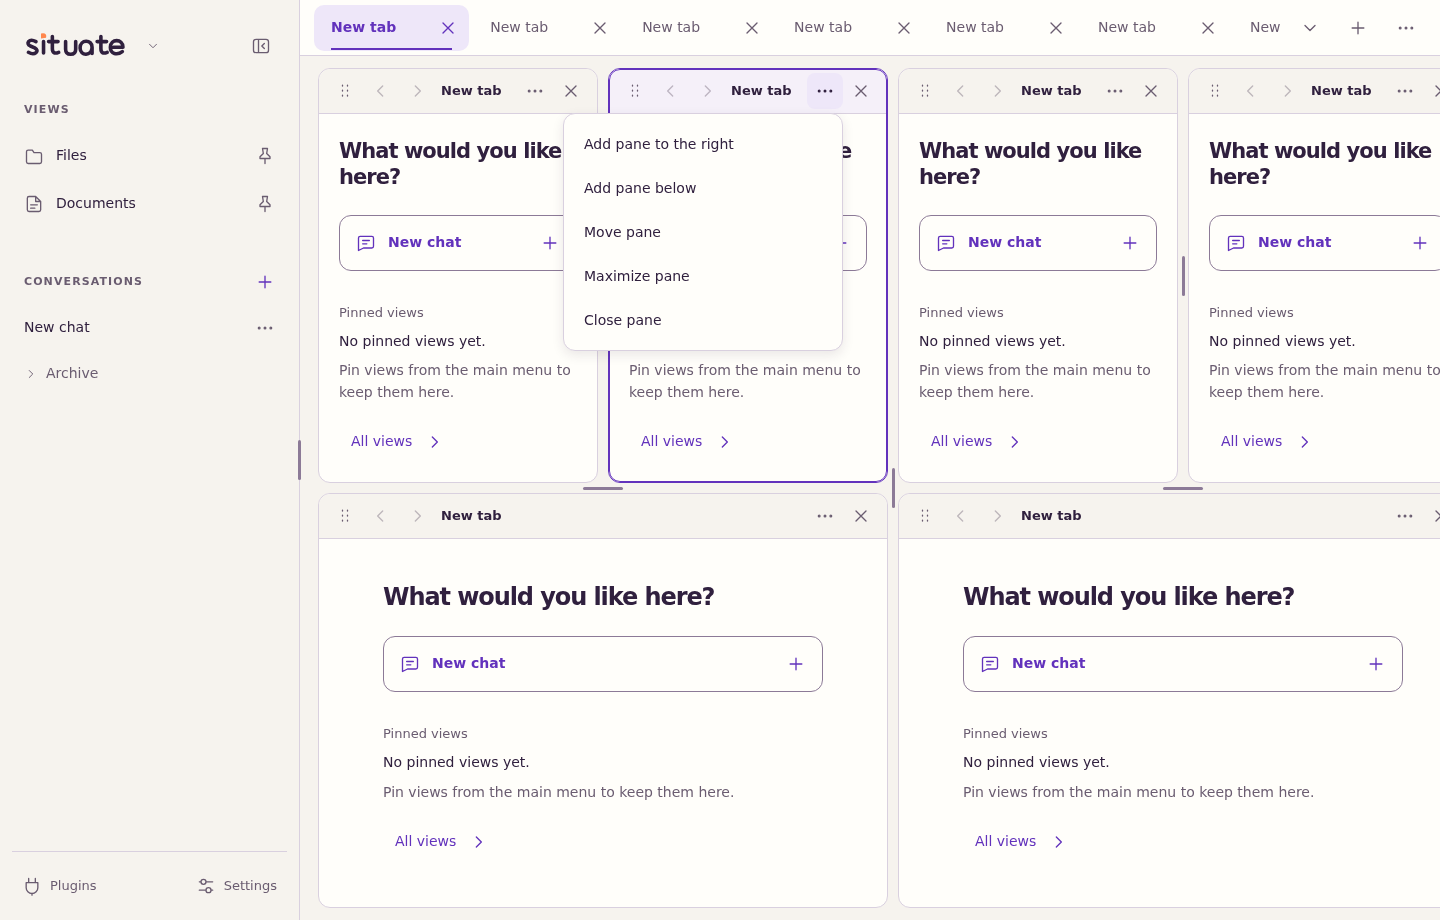 situate
VIEWS
Files
Documents
CONVERSATIONS
New chat
Archive
Plugins
Settings
New tab
New tab
New tab
New tab
New tab
New tab
New
New tab
New tab
New tab
New tab
What would you like
here?
New chat
Pinned views
No pinned views yet.
Pin views from the main menu to
keep them here.
All views
Add pane to the right
Add pane below
Move pane
Maximize pane
Close pane
Pin views from the main menu to
keep them here.
All views
What would you like
here?
New chat
Pinned views
No pinned views yet.
Pin views from the main menu to
keep them here.
All views
What would you like
here?
New chat
Pinned views
No pinned views yet.
Pin views from the main menu to
keep them here.
All views
New tab
What would you like here?
New chat
Pinned views
No pinned views yet.
Pin views from the main menu to keep them here.
All views
New tab
What would you like here?
New chat
Pinned views
No pinned views yet.
Pin views from the main menu to keep them here.
All views